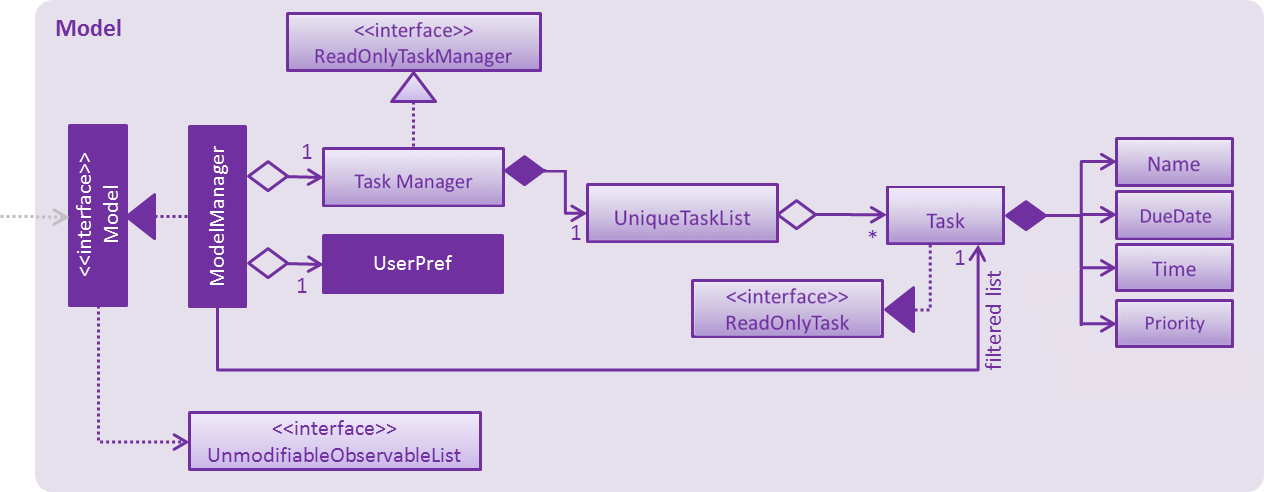 Model
<<interface>>
ReadOnlyTaskManager
<<interface>>
Model
ModelManager
1
Task Manager
1
UserPref
1
UniqueTaskList
*
Task
1
filtered list
<<interface>>
ReadOnlyTask
Name
DueDate
Time
Priority
<<interface>>
UnmodifiableObservableList